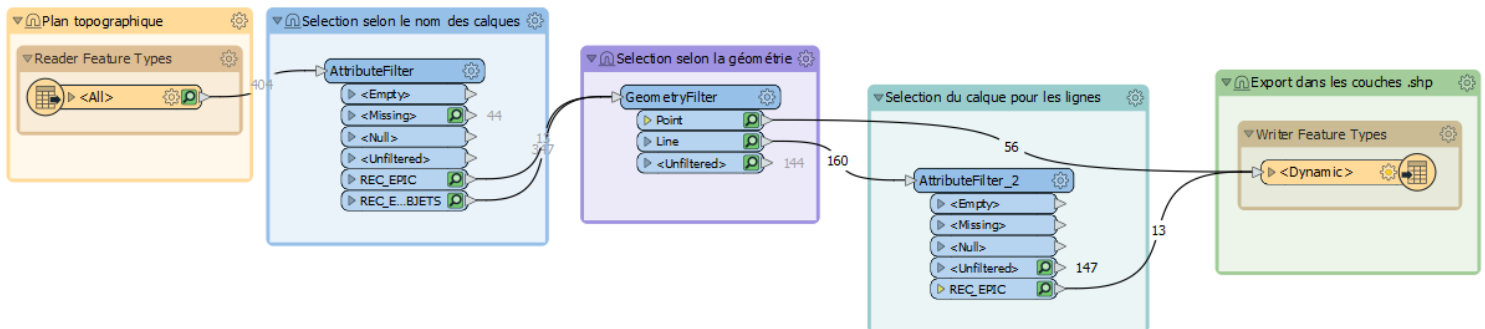 Plan topographique
Reader Feature Types
<All>
404
Selection selon le nom des calques
AttributeFilter
<Empty>
<Missing>
44
<Null>
<Unfiltered>
REC_EPIC
REC_E...BJETS
347
Selection selon la géométrie
GeometryFilter
Point
Line
<Unfiltered>
144
56
160
Selection du calque pour les lignes
AttributeFilter_2
<Empty>
<Missing>
<Null>
<Unfiltered>
147
REC_EPIC
13
Export dans les couches .shp
Writer Feature Types
<Dynamic>